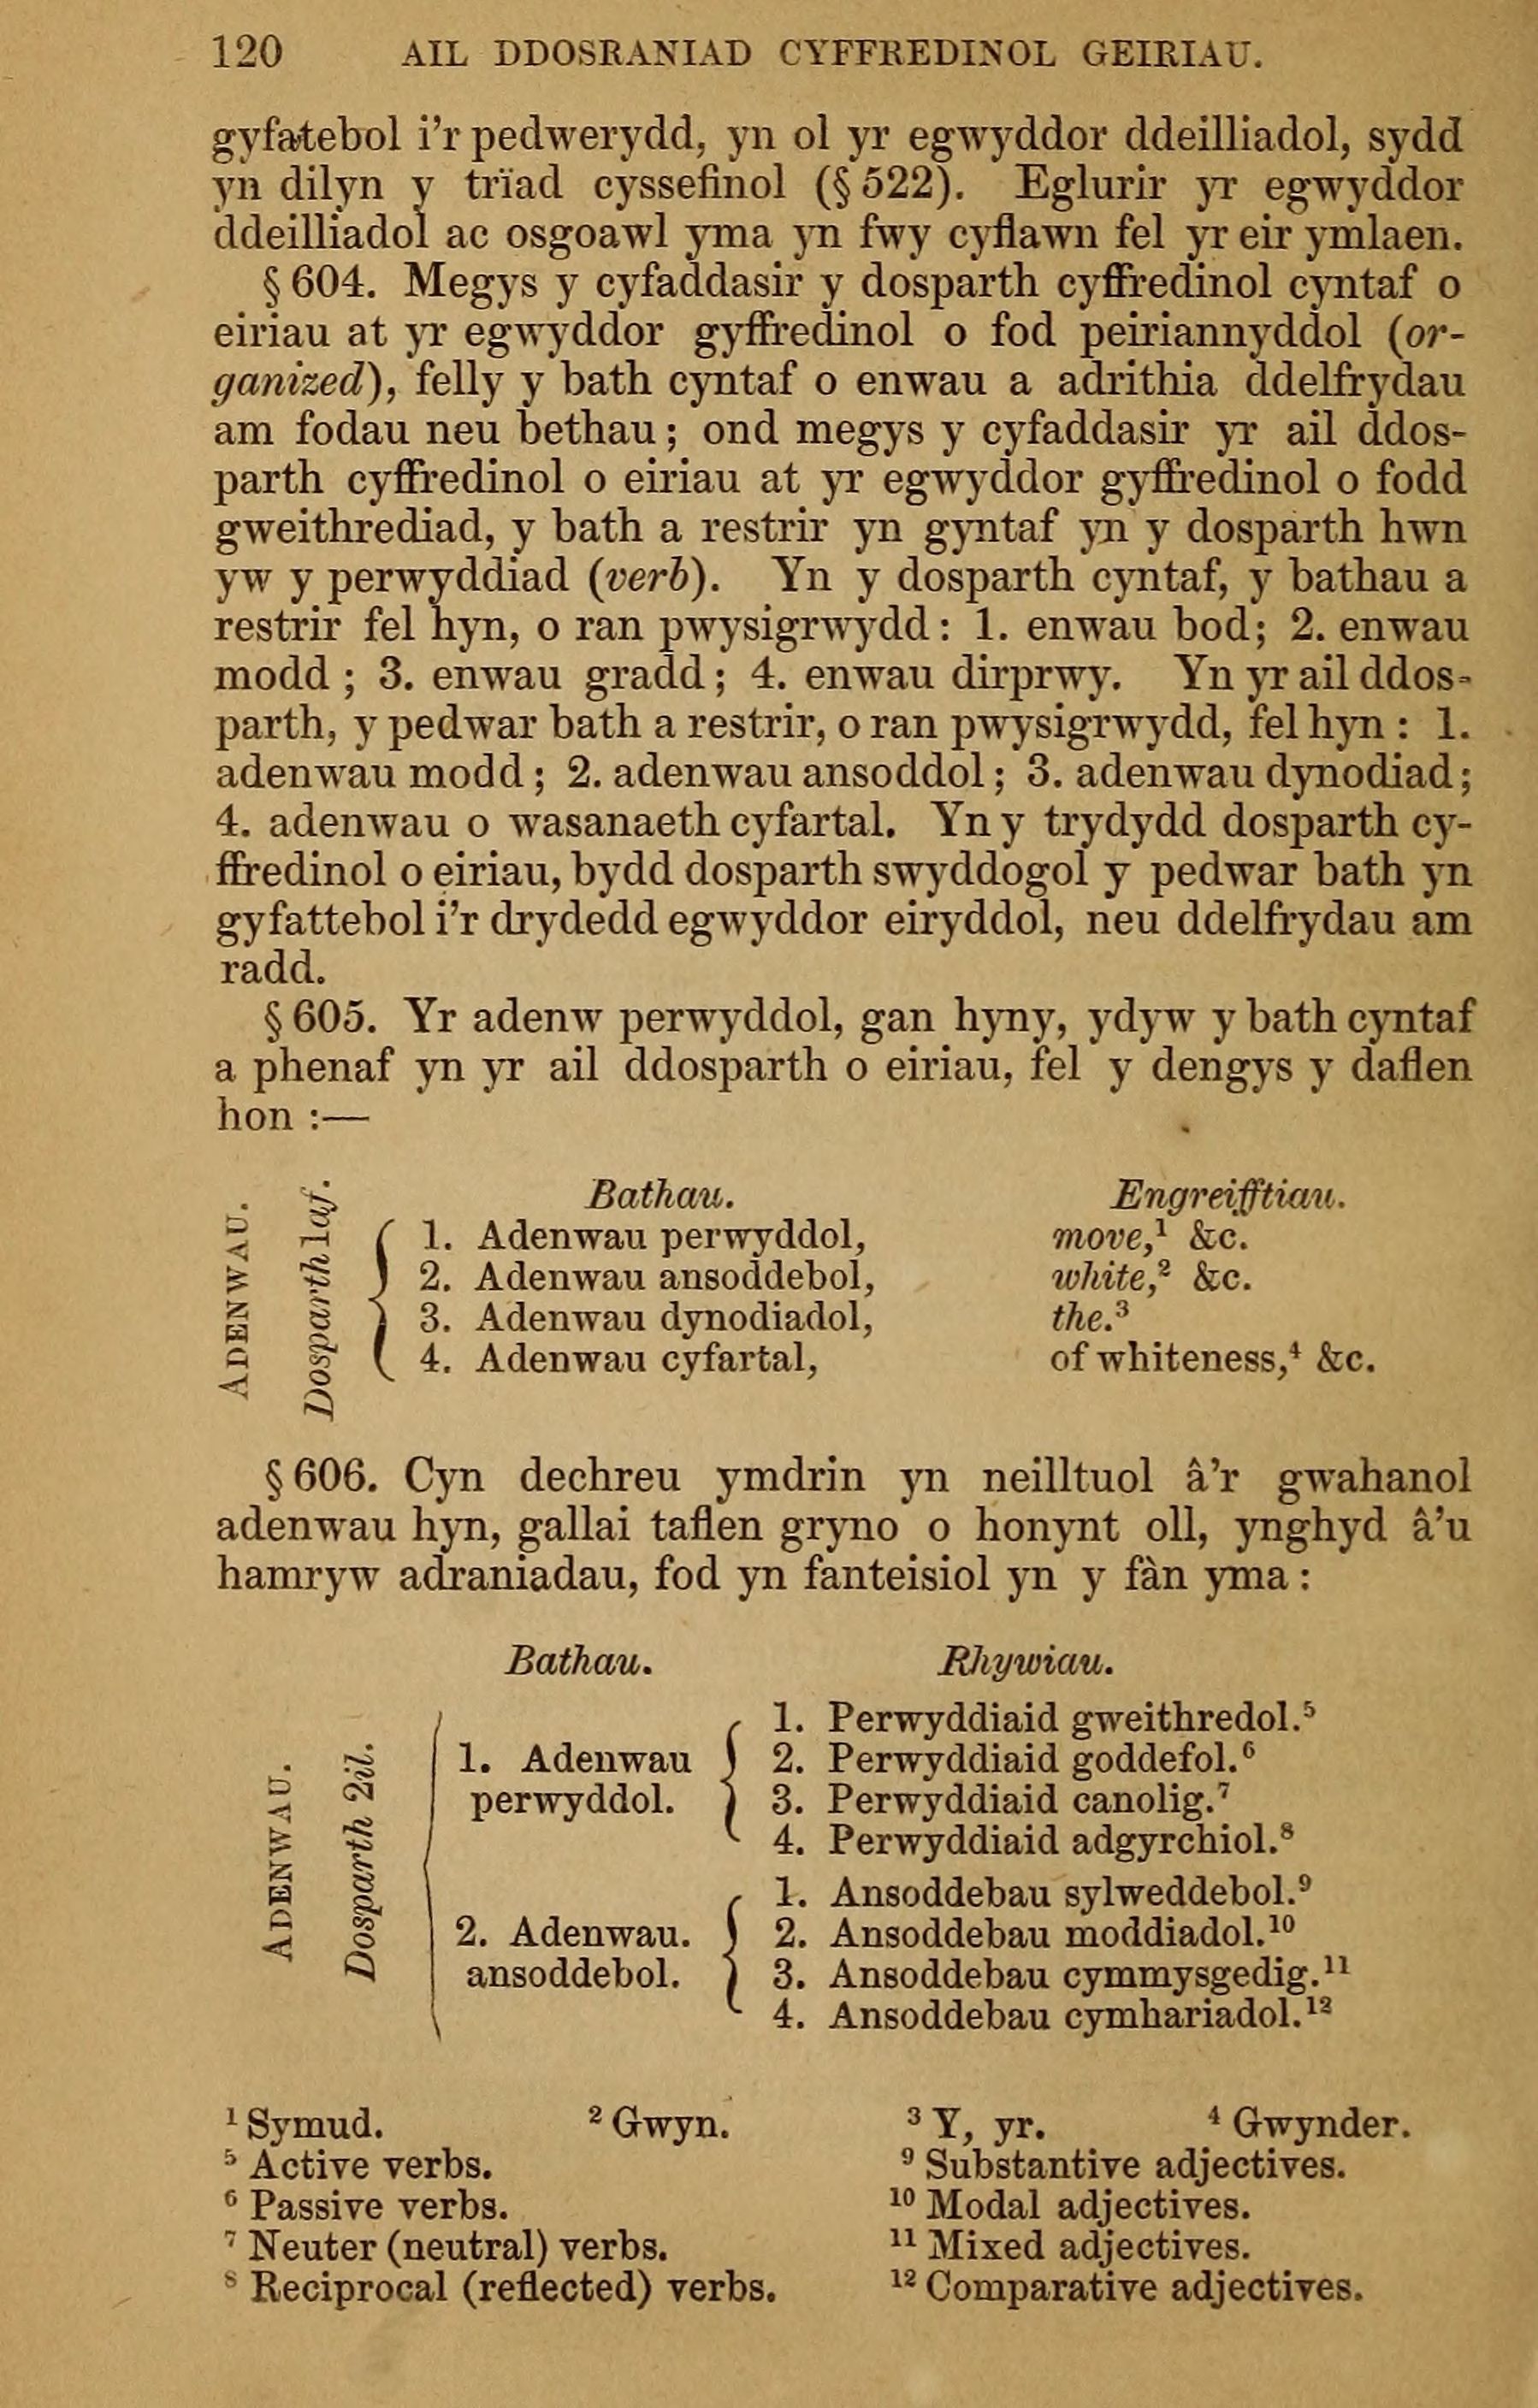 120 AIL DDOSRANIAD CYFFREDINOL GEIRIAU.
gyfatebol i'r pedwerydd, yn ol yr egwyddor ddeilliadol, sydd
yn dilyn y trïad cyssefinol (§ 522). Eglurir yr egwyddor
ddeilliadol ac osgoawl yma yn fwy cyflawn fel yr eir ymlaen.
§ 604. Megys y cyfaddasir y dosparth cyffredinol cyntaf o
eiriau at yr egwyddor gyffredinol o fod peiriannyddol (or-
ganized), felly y bath cyntaf o enwau a adrithia ddelfrydau
am fodau neu bethau; ond megys y cyfaddasir yr ail ddos-
parth cyffredinol o eiriau at yr egwyddor gyffredinol o fodd
gweithrediad, y bath a restrir yn gyntaf yn y dosparth hwn
yw y perwyddiad (verb). Yn y dosparth cyntaf, y bathau a
restrir fel hyn, o ran pwysigrwydd: 1. enwau bod; 2. enwau
modd; 3. enwau gradd; 4. enwau dirprwy. Yn yr ail ddos-
parth, y pedwar bath a restrir, o ran pwysigrwydd, fel hyn: 1.
adenwau modd; 2. adenwau ansoddol; 3. adenwau dynodiad;
4. adenwau o wasanaeth cyfartal. Yn y trydydd dosparth cy-
ffredinol o eiriau, bydd dosparth swyddogol y pedwar bath yn
gyfattebol i'r drydedd egwyddor eiryddol, neu ddelfrydau am
radd.
§ 605. Yr adenw perwyddol, gan hyny, ydyw y bath cyntaf
a phenaf yn yr ail ddosparth o eiriau, fel y dengys y daflen
hon :—
ADENWAU.
Dosparth 1af.
Bathau. Engreifftiau.
1. Adenwau perwyddol, move,¹ &c.
2. Adenwau ansoddebol, white,² &c.
3. Adenwau dynodiadol, the.³
4. Adenwau cyfartal, of whiteness,⁴ &c.
§ 606. Cyn dechreu ymdrin yn neilltuol â'r gwahanol
adenwau hyn, gallai taflen gryno o honynt oll, ynghyd â'u
hamryw adraniadau, fod yn fanteisiol yn y fàn yma:
Bathau. Rhywiau.
ADENWAU.
Dosparth 2il.
1. Adenwau
perwyddol.
1. Perwyddiaid gweithredol.⁵
2. Perwyddiaid goddefol.⁶
3. Perwyddiaid canolig.⁷
4. Perwyddiaid adgyrchiol.⁸
2. Adenwau.
ansoddebol.
1. Ansoddebau sylweddebol.⁹
2. Ansoddebau moddiadol.¹⁰
3. Ansoddebau cymmysgedig.¹¹
4. Ansoddebau cymhariadol.¹²
¹ Symud. ² Gwyn. ³ Y, yr. ⁴ Gwynder.
⁵ Active verbs. ⁹ Substantive adjectives.
⁶ Passive verbs. ¹⁰ Modal adjectives.
⁷ Neuter (neutral) verbs. ¹¹ Mixed adjectives.
⁸ Reciprocal (reflected) verbs. ¹² Comparative adjectives.